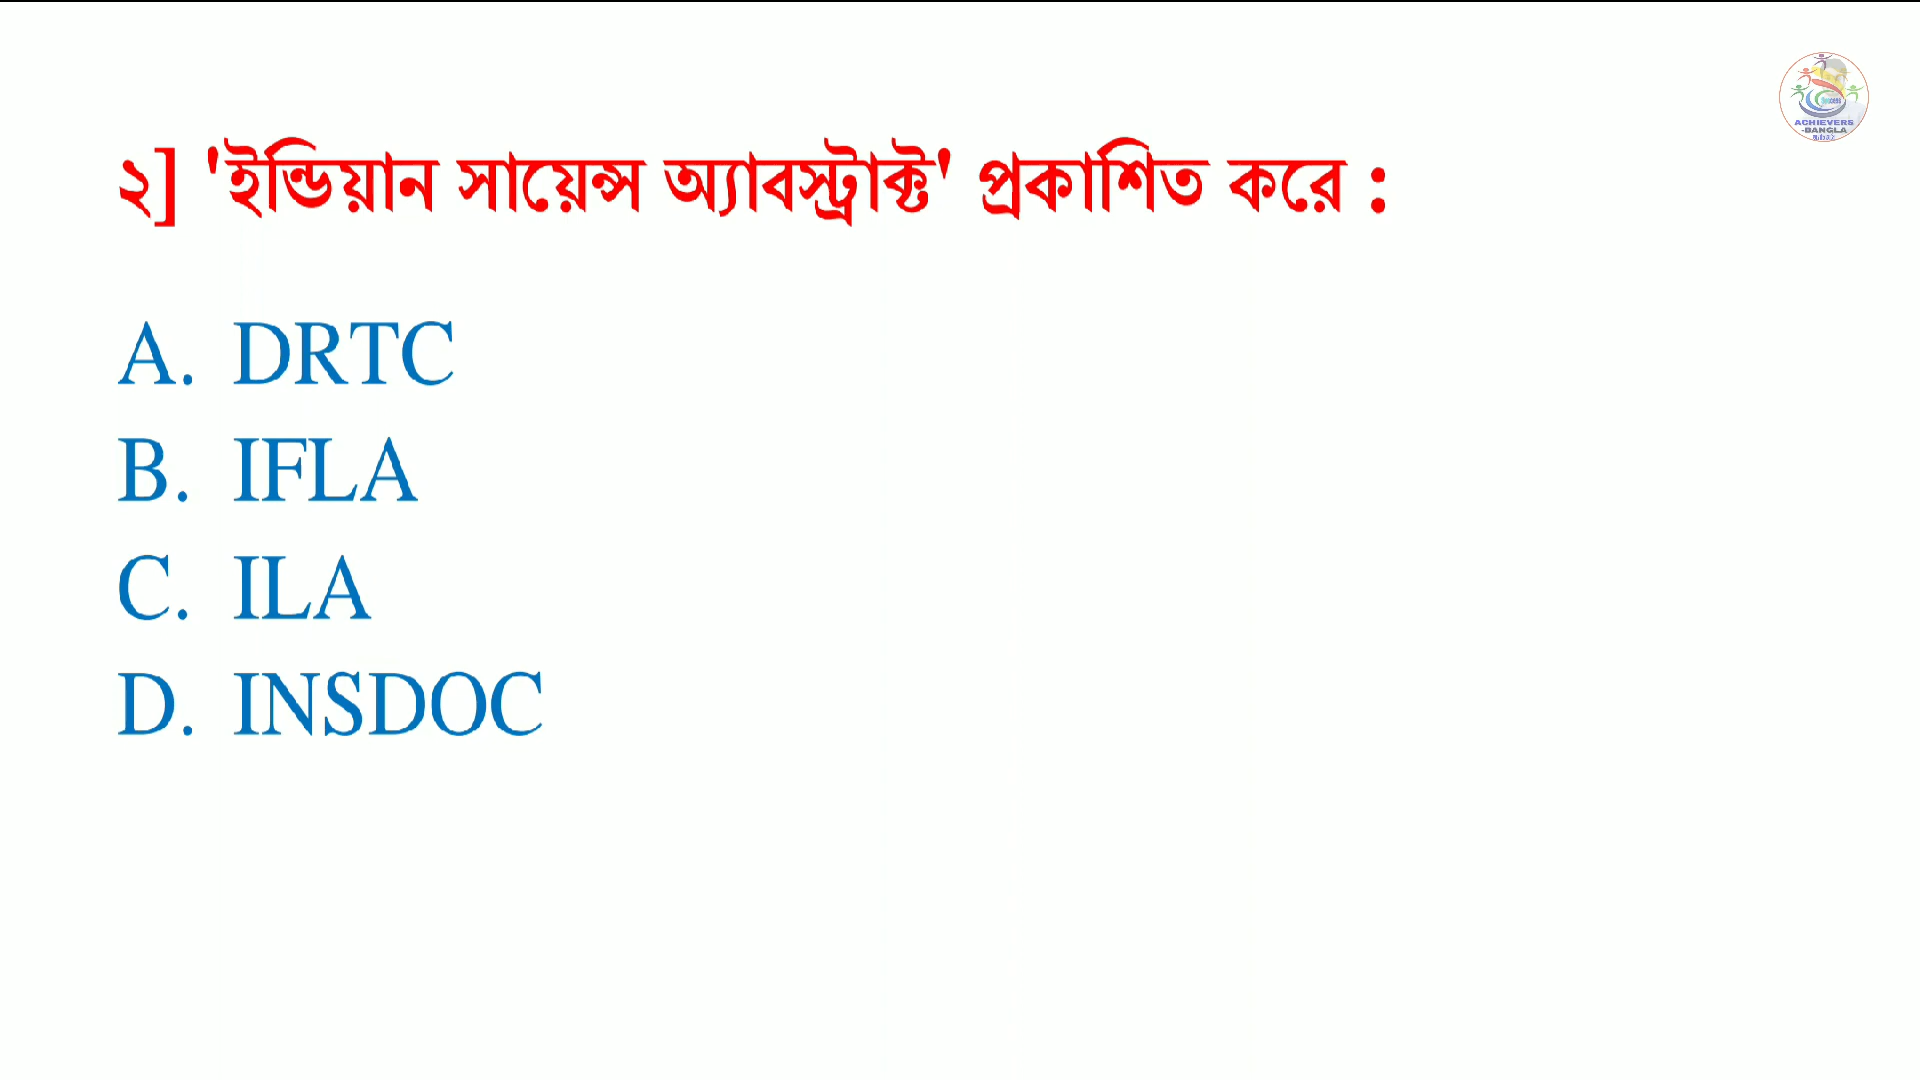 ২] 'ইন্ডিয়ান সায়েন্স অ্যাবস্ট্রাক্ট' প্রকাশিত করে :
A. DRTC
B. IFLA
C. ILA
D. INSDOC
ACHIEVERS
-BANGLA